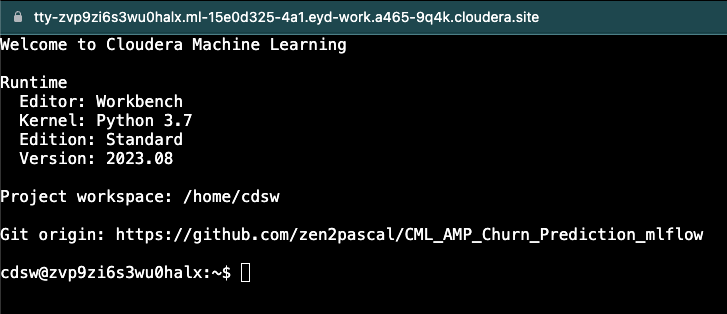 tty-zvp9zi6s3wu0halx.ml-15e0d325-4a1.eyd-work.a465-9q4k.cloudera.site
Welcome to Cloudera Machine Learning
Runtime
Editor: Workbench
Kernel: Python 3.7
Edition: Standard
Version: 2023.08
Project workspace: /home/cdsw
Git origin: https://github.com/zen2pascal/CML_AMP_Churn_Prediction_mlflow
cdsw@zvp9zi6s3wu0halx:~$